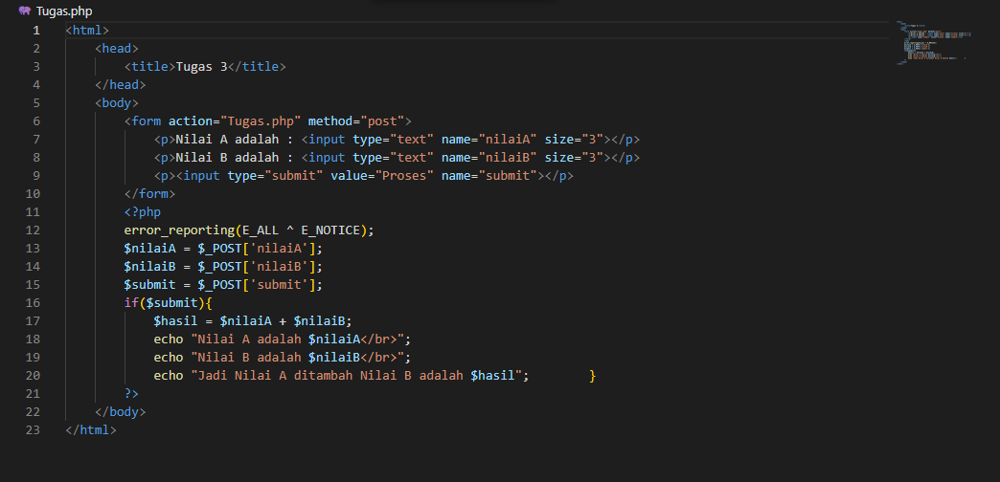 Tugas.php
1 <html>
2 <head>
3 <title>Tugas 3</title>
4 </head>
5 <body>
6 <form action="Tugas.php" method="post">
7 <p>Nilai A adalah : <input type="text" name="nilaiA" size="3"></p>
8 <p>Nilai B adalah : <input type="text" name="nilaiB" size="3"></p>
9 <p><input type="submit" value="Proses" name="submit"></p>
10 </form>
11 <?php
12 error_reporting(E_ALL ^ E_NOTICE);
13 $nilaiA = $_POST['nilaiA'];
14 $nilaiB = $_POST['nilaiB'];
15 $submit = $_POST['submit'];
16 if($submit){
17 $hasil = $nilaiA + $nilaiB;
18 echo "Nilai A adalah $nilaiA</br>";
19 echo "Nilai B adalah $nilaiB</br>";
20 echo "Jadi Nilai A ditambah Nilai B adalah $hasil"; }
21 ?>
22 </body>
23 </html>